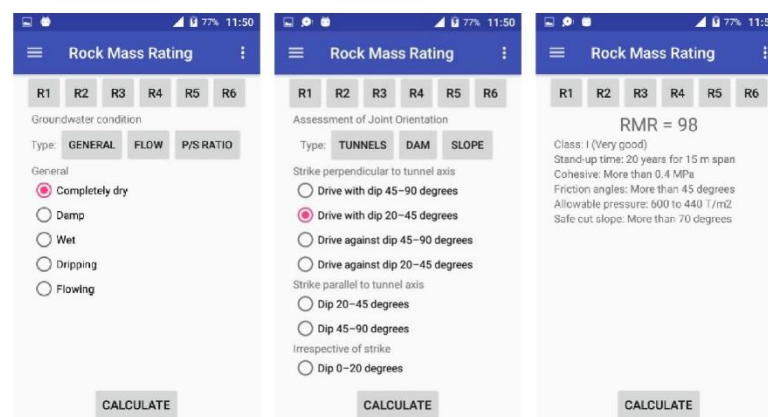 77% 11:50
Rock Mass Rating
R1 R2 R3 R4 R5 R6
Groundwater condition
Type: GENERAL FLOW P/S RATIO
General
Completely dry
Damp
Wet
Dripping
Flowing
CALCULATE
77% 11:50
Rock Mass Rating
R1 R2 R3 R4 R5 R6
Assessment of Joint Orientation
Type: TUNNELS DAM SLOPE
Strike perpendicular to tunnel axis
Drive with dip 45–90 degrees
Drive with dip 20–45 degrees
Drive against dip 45–90 degrees
Drive against dip 20–45 degrees
Strike parallel to tunnel axis
Dip 20–45 degrees
Dip 45–90 degrees
Irrespective of strike
Dip 0–20 degrees
CALCULATE
77% 11:5
Rock Mass Rating
R1 R2 R3 R4 R5 R6
RMR = 98
Class: I (Very good)
Stand-up time: 20 years for 15 m span
Cohesive: More than 0.4 MPa
Friction angles: More than 45 degrees
Allowable pressure: 600 to 440 T/m2
Safe cut slope: More than 70 degrees
CALCULATE